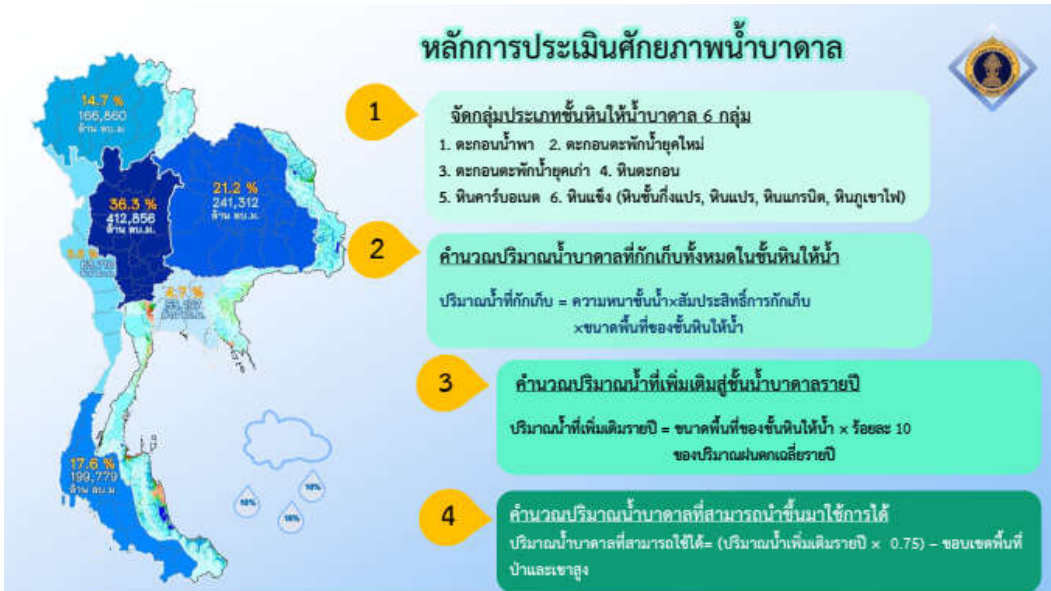 หลักการประเมินศักยภาพน้ำบาดาล
1
จัดกลุ่มประเภทชั้นหินให้น้ำบาดาล 6 กลุ่ม
1. ตะกอนน้ำพา 2. ตะกอนตะพักน้ำยุคใหม่
3. ตะกอนตะพักน้ำยุคเก่า 4. หินตะกอน
5. หินคาร์บอเนต 6. หินแข็ง (หินชั้นกึ่งแปร, หินแปร, หินแกรนิต, หินภูเขาไฟ)
2
คำนวณปริมาณน้ำบาดาลที่กักเก็บทั้งหมดในชั้นหินให้น้ำ
ปริมาณน้ำที่กักเก็บ = ความหนาชั้นน้ำ×สัมประสิทธิ์การกักเก็บ
×ขนาดพื้นที่ของชั้นหินให้น้ำ
3
คำนวณปริมาณน้ำที่เพิ่มเติมสู่ชั้นน้ำบาดาลรายปี
ปริมาณน้ำที่เพิ่มเติมรายปี = ขนาดพื้นที่ของชั้นหินให้น้ำ × ร้อยละ 10
ของปริมาณฝนตกเฉลี่ยรายปี
4
คำนวณปริมาณน้ำบาดาลที่สามารถนำขึ้นมาใช้การได้
ปริมาณน้ำบาดาลที่สามารถใช้ได้= (ปริมาณน้ำเพิ่มเติมรายปี × 0.75) – ขอบเขตพื้นที่
ป่าและเขาสูง
14.7 %
166,860
ล้าน ลบ.ม.
21.2 %
241,312
ล้าน ลบ.ม.
36.3 %
412,856
ล้าน ลบ.ม.
17.6 %
199,779
ล้าน ลบ.ม.
10%
10%
10%